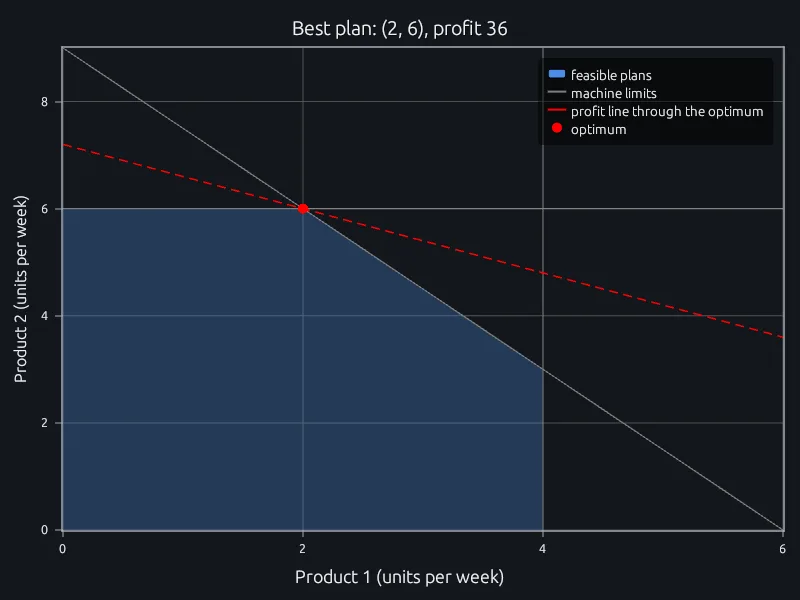 Best plan: (2, 6), profit 36
feasible plans
machine limits
profit line through the optimum
optimum
8
6
4
2
0
Product 2 (units per week)
0 2 4 6
Product 1 (units per week)